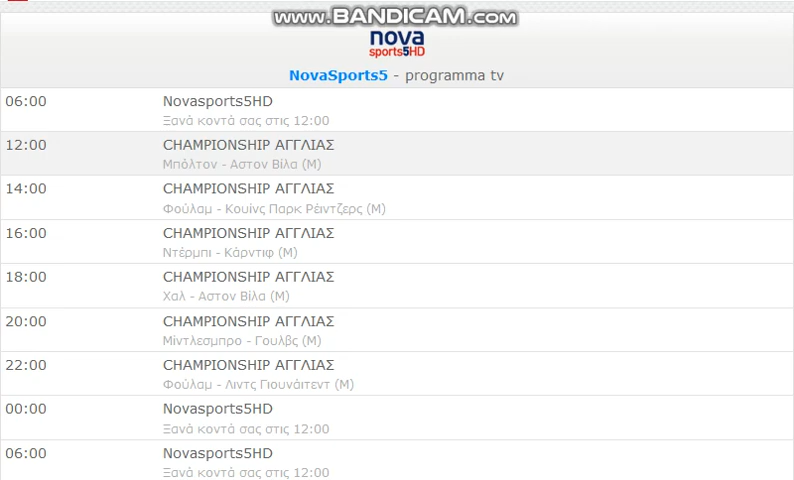 www.BANDICAM.com
nova
sports5HD
NovaSports5 - programma tv
06:00 Novasports5HD
Ξανά κοντά σας στις 12:00
12:00 CHAMPIONSHIP ΑΓΓΛΙΑΣ
Μπόλτον - Αστον Βίλα (Μ)
14:00 CHAMPIONSHIP ΑΓΓΛΙΑΣ
Φούλαμ - Κουίνς Παρκ Ρέιντζερς (Μ)
16:00 CHAMPIONSHIP ΑΓΓΛΙΑΣ
Ντέρμπι - Κάρντιφ (Μ)
18:00 CHAMPIONSHIP ΑΓΓΛΙΑΣ
Χαλ - Αστον Βίλα (Μ)
20:00 CHAMPIONSHIP ΑΓΓΛΙΑΣ
Μίντλεσμπρο - Γουλβς (Μ)
22:00 CHAMPIONSHIP ΑΓΓΛΙΑΣ
Φούλαμ - Λιντς Γιουνάιτεντ (Μ)
00:00 Novasports5HD
Ξανά κοντά σας στις 12:00
06:00 Novasports5HD
Ξανά κοντά σας στις 12:00